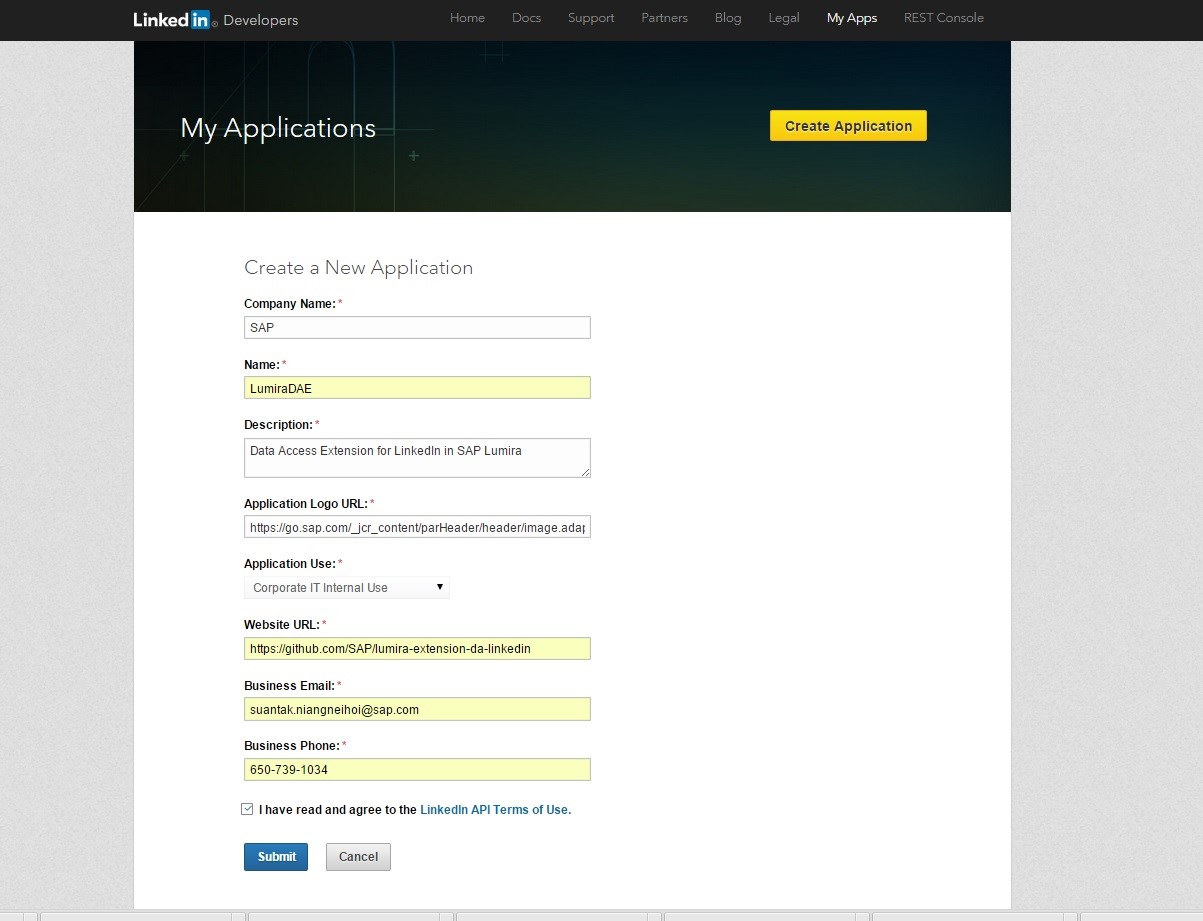 Linked in ® Developers
Home Docs Support Partners Blog Legal My Apps REST Console
My Applications
Create Application
Create a New Application
Company Name: *
SAP
Name: *
LumiraDAE
Description: *
Data Access Extension for LinkedIn in SAP Lumira
Application Logo URL: *
https://go.sap.com/_jcr_content/parHeader/header/image.adap
Application Use: *
Corporate IT Internal Use
Website URL: *
https://github.com/SAP/lumira-extension-da-linkedin
Business Email: *
suantak.niangneihoi@sap.com
Business Phone: *
650-739-1034
I have read and agree to the LinkedIn API Terms of Use.
Submit Cancel